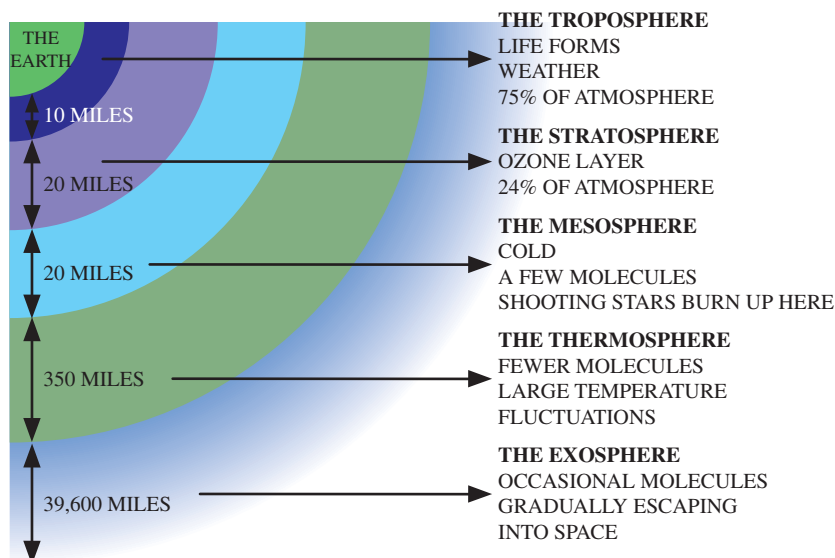 THE
EARTH
10 MILES
20 MILES
20 MILES
350 MILES
39,600 MILES
THE TROPOSPHERE
LIFE FORMS
WEATHER
75% OF ATMOSPHERE
THE STRATOSPHERE
OZONE LAYER
24% OF ATMOSPHERE
THE MESOSPHERE
COLD
A FEW MOLECULES
SHOOTING STARS BURN UP HERE
THE THERMOSPHERE
FEWER MOLECULES
LARGE TEMPERATURE
FLUCTUATIONS
THE EXOSPHERE
OCCASIONAL MOLECULES
GRADUALLY ESCAPING
INTO SPACE